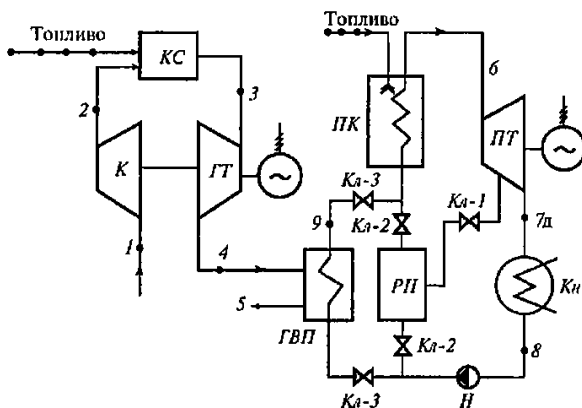 Топливо
КС
2
3
К
ГТ
1
4
5
ГВП
9
Кл-3
Кл-3
Топливо
ПК
6
ПТ
Кл-1
Кл-2
РП
Кл-2
7д
Кн
8
Н